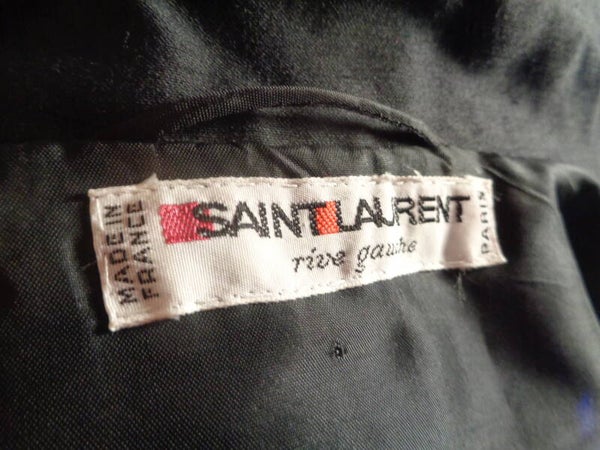 MADE IN
FRANCE
SAINT LAURENT
rive gauche
PARIS